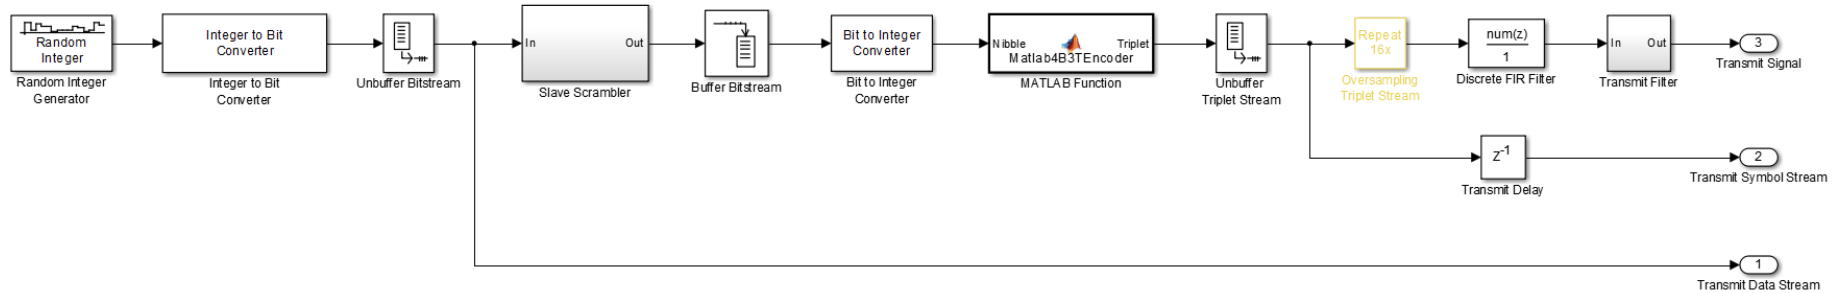 Random
Integer
Random Integer
Generator
Integer to Bit
Converter
Integer to Bit
Converter
Unbuffer Bitstream
In
Out
Slave Scrambler
Buffer Bitstream
Bit to Integer
Converter
Bit to Integer
Converter
Nibble
Triplet
Matlab4B3TEncoder
MATLAB Function
Unbuffer
Triplet Stream
Repeat
16x
Oversampling
Triplet Stream
num(z)
1
Discrete FIR Filter
In
Out
Transmit Filter
3
Transmit Signal
Z-1
Transmit Delay
2
Transmit Symbol Stream
1
Transmit Data Stream